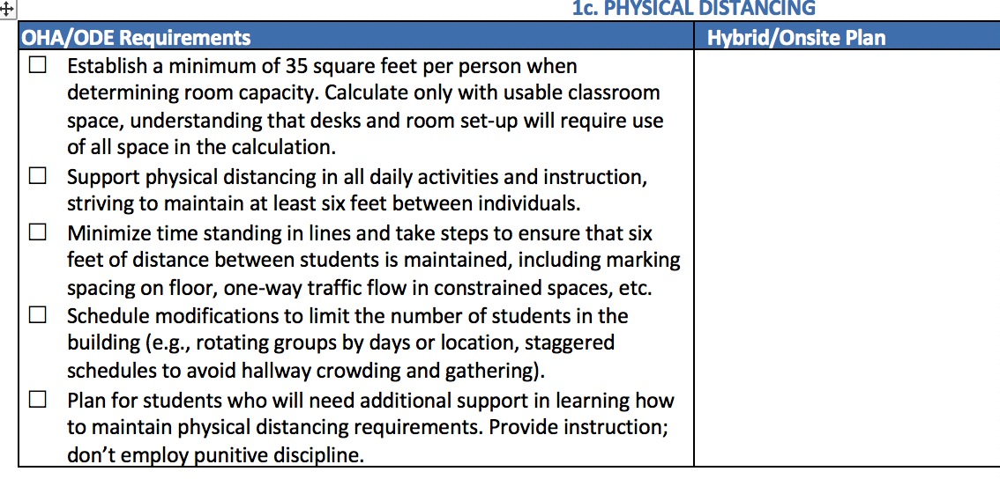 1c. PHYSICAL DISTANCING
OHA/ODE Requirements
Hybrid/Onsite Plan
☐ Establish a minimum of 35 square feet per person when
determining room capacity. Calculate only with usable classroom
space, understanding that desks and room set-up will require use
of all space in the calculation.
☐ Support physical distancing in all daily activities and instruction,
striving to maintain at least six feet between individuals.
☐ Minimize time standing in lines and take steps to ensure that six
feet of distance between students is maintained, including marking
spacing on floor, one-way traffic flow in constrained spaces, etc.
☐ Schedule modifications to limit the number of students in the
building (e.g., rotating groups by days or location, staggered
schedules to avoid hallway crowding and gathering).
☐ Plan for students who will need additional support in learning how
to maintain physical distancing requirements. Provide instruction;
don’t employ punitive discipline.